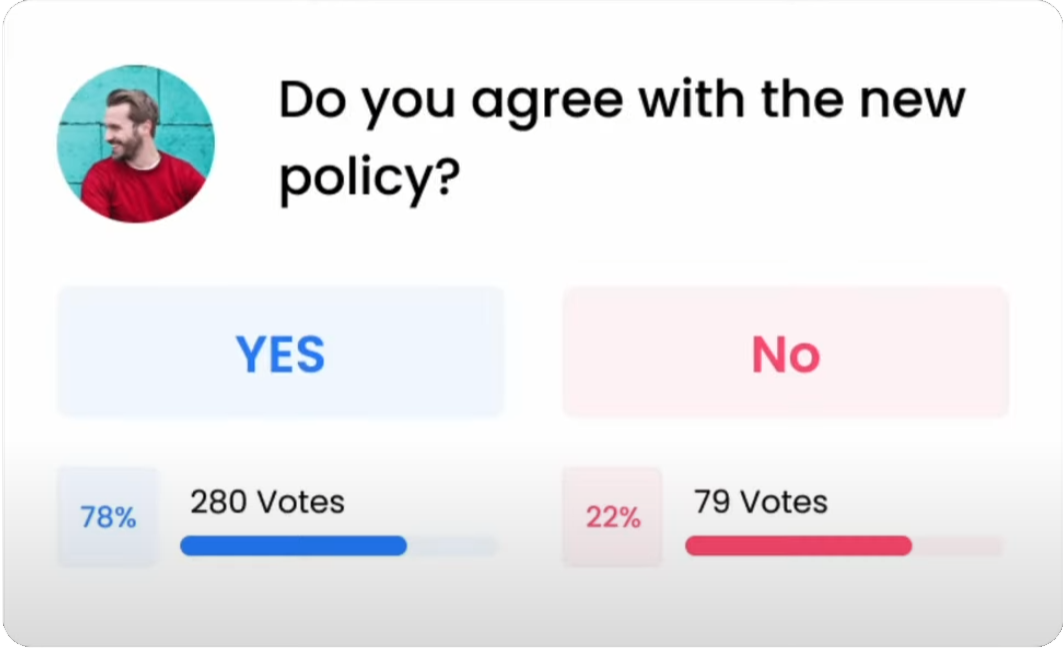 Do you agree with the new
policy?
YES
No
78%
280 Votes
22%
79 Votes